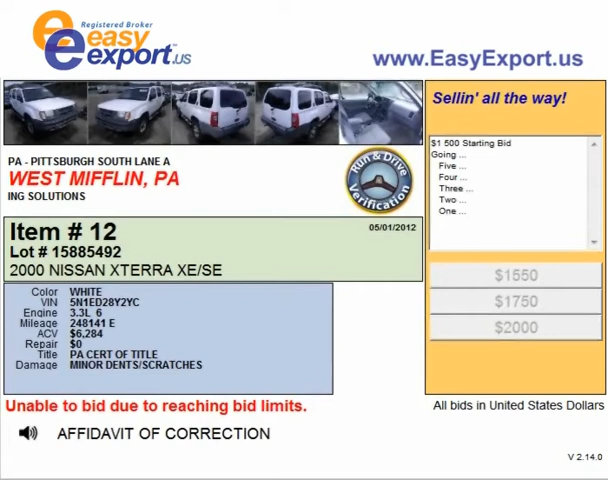 Registered Broker
easy
export.us
www.EasyExport.us
Sellin' all the way!
PA - PITTSBURGH SOUTH LANE A
WEST MIFFLIN, PA
ING SOLUTIONS
Run & Drive
Verification
$1 500 Starting Bid
Going ...
Five ...
Four ...
Three ...
Two ...
One ...
Item # 12
05/01/2012
Lot # 15885492
2000 NISSAN XTERRA XE/SE
$1550
$1750
$2000
Color WHITE
VIN 5N1ED28Y2YC
Engine 3.3L 6
Mileage 248141 E
ACV $6,284
Repair $0
Title PA CERT OF TITLE
Damage MINOR DENTS/SCRATCHES
Unable to bid due to reaching bid limits.
All bids in United States Dollars
AFFIDAVIT OF CORRECTION
V 2.14.0